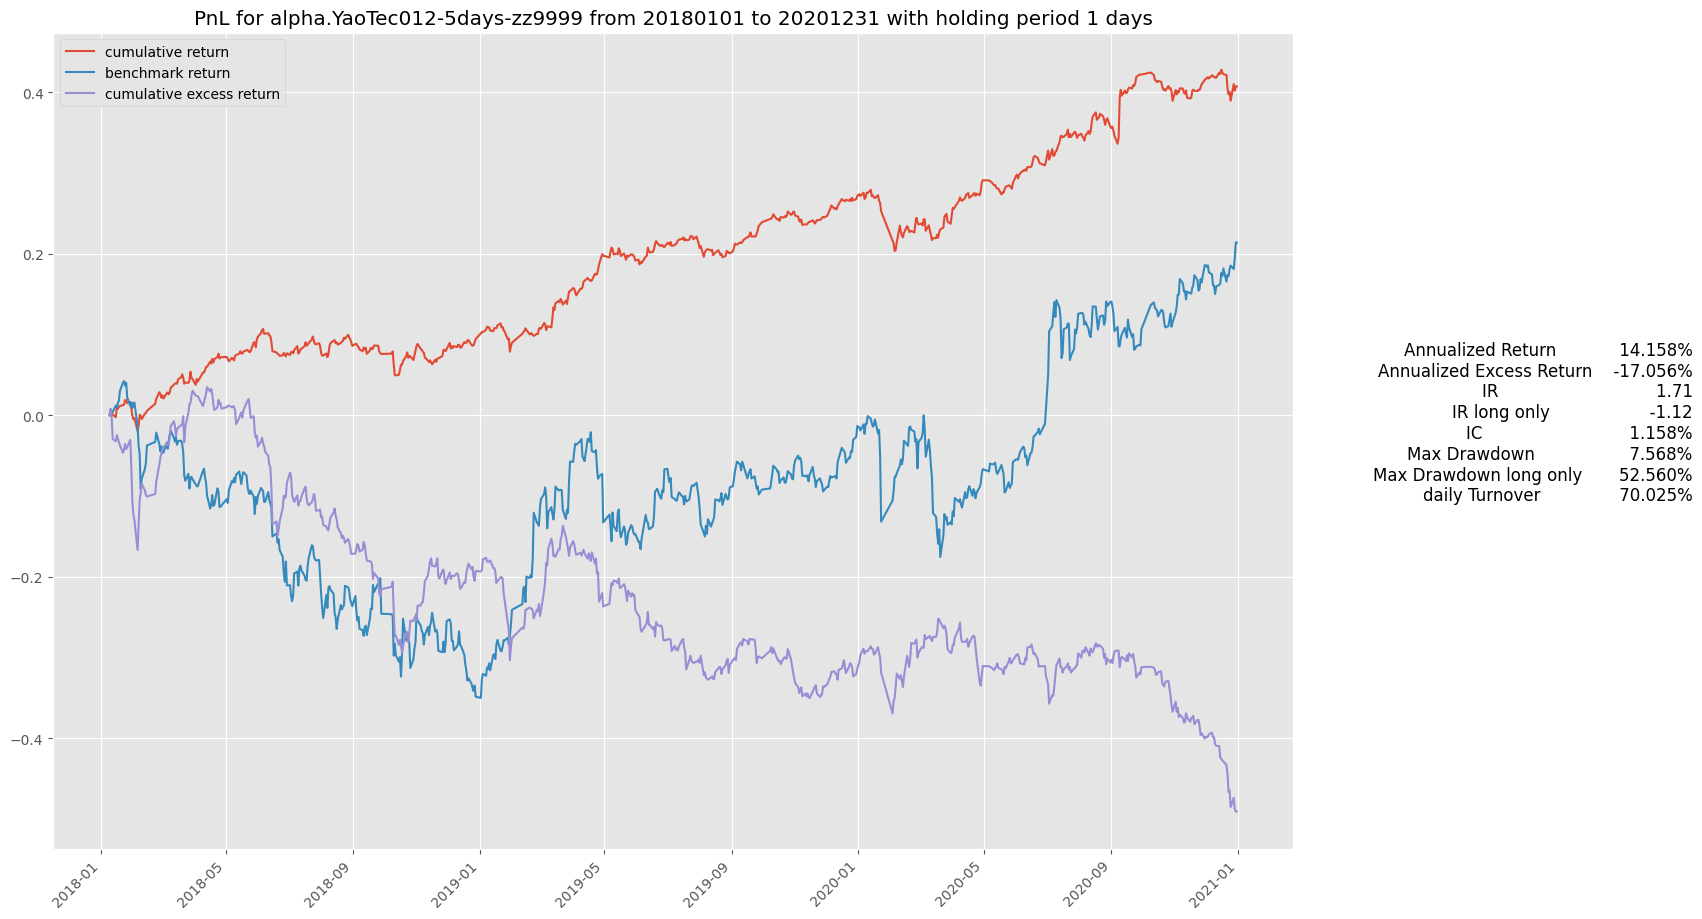 PnL for alpha.YaoTec012-5days-zz9999 from 20180101 to 20201231 with holding period 1 days
cumulative return
benchmark return
cumulative excess return
0.4
0.2
0.0
−0.2
−0.4
2018-01
2018-05
2018-09
2019-01
2019-05
2019-09
2020-01
2020-05
2020-09
2021-01
Annualized Return 14.158%
Annualized Excess Return -17.056%
IR 1.71
IR long only -1.12
IC 1.158%
Max Drawdown 7.568%
Max Drawdown long only 52.560%
daily Turnover 70.025%